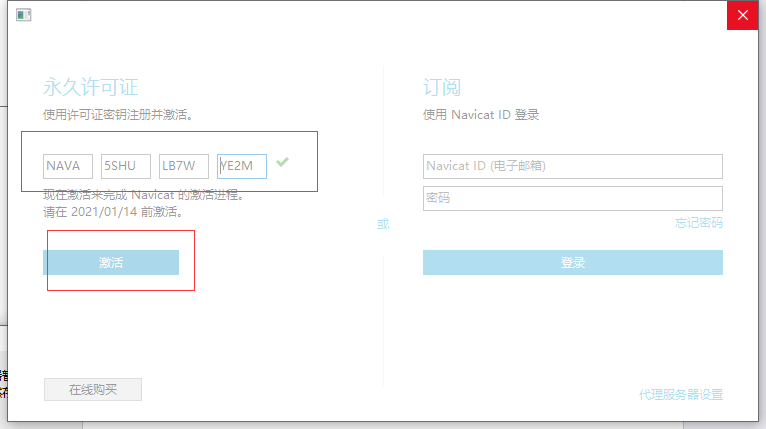 永久许可证
使用许可证密钥注册并激活。
NAVA 5SHU LB7W YE2M
现在激活来完成 Navicat 的激活进程。
请在 2021/01/14 前激活。
激活
在线购买
或
订阅
使用 Navicat ID 登录
Navicat ID (电子邮箱)
密码
忘记密码
登录
代理服务器设置